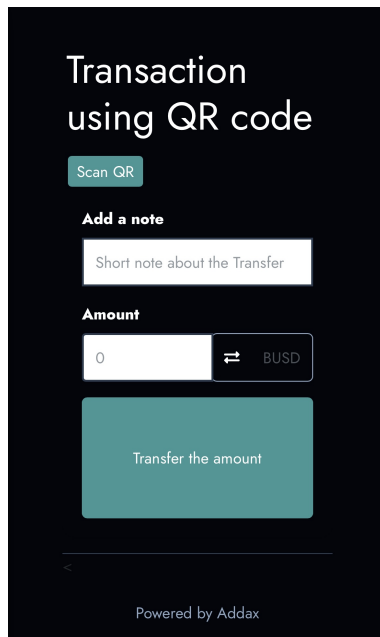 Transaction
using QR code
Scan QR
Add a note
Short note about the Transfer
Amount
0 BUSD
Transfer the amount
<
Powered by Addax